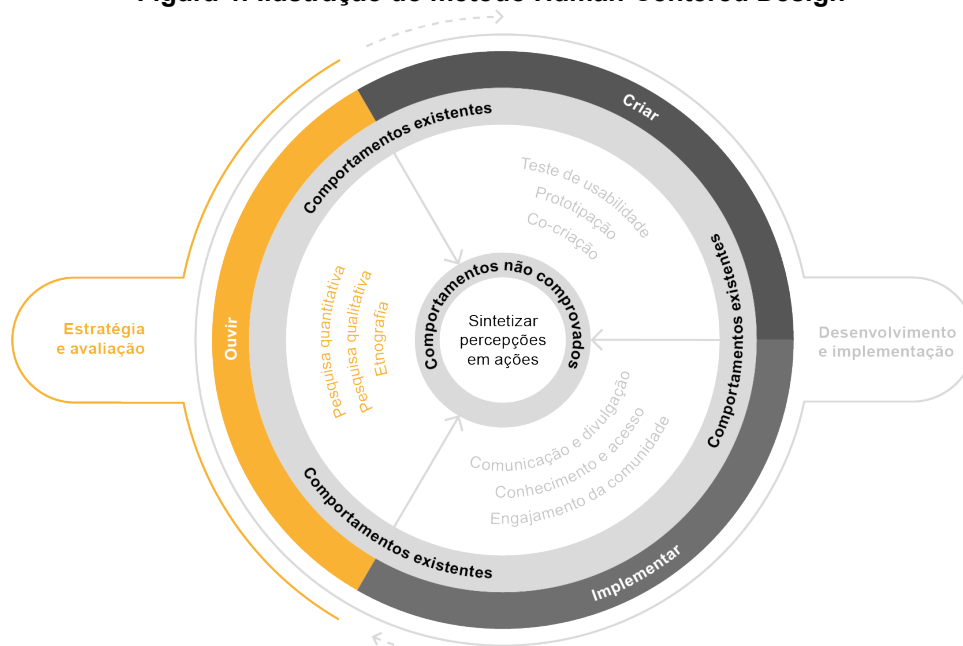 Criar
Comportamentos existentes
Teste de usabilidade
Prototipação
Co-criação
Comportamentos não comprovados
Sintetizar
percepções
em ações
Estratégia
e avaliação
Ouvir
Pesquisa quantitativa
Pesquisa qualitativa
Etnografia
Comportamentos existentes
Desenvolvimento
e implementação
Comunicação e divulgação
Conhecimento e acesso
Engajamento da comunidade
Comportamentos existentes
Implementar